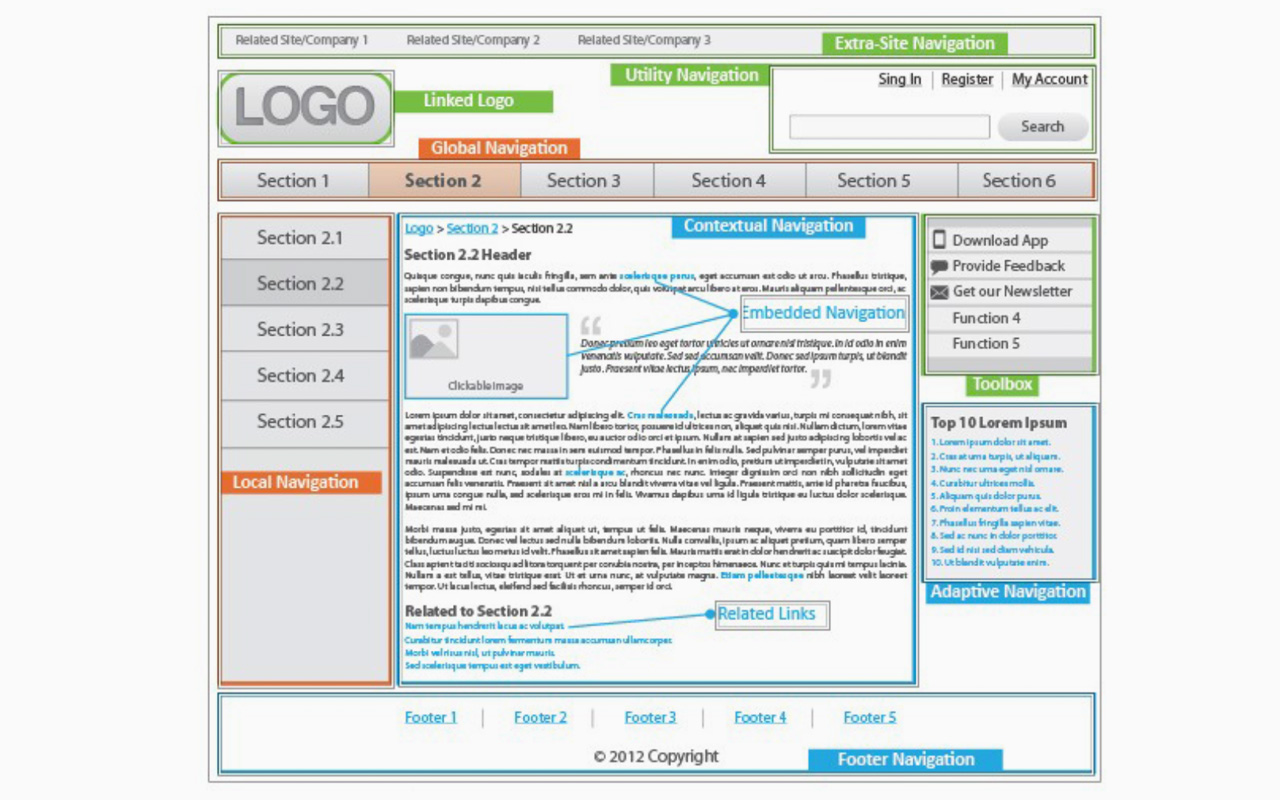 Related Site/Company 1 Related Site/Company 2 Related Site/Company 3 Extra-Site Navigation
Utility Navigation
Sing In Register My Account
LOGO
Linked Logo
Search
Global Navigation
Section 1 Section 2 Section 3 Section 4 Section 5 Section 6
Section 2.1
Section 2.2
Section 2.3
Section 2.4
Section 2.5
Local Navigation
Logo > Section 2 > Section 2.2
Contextual Navigation
Section 2.2 Header
Quisque congue, nunc quis iaculis fringilla, sem ante scelerisque purus, eget accumsan est odio ut arcu. Phasellus tristique,
sapien non bibendum tempus, nisi tellus commodo dolor, quis volutpat arcu libero at eros. Mauris aliquam pellentesque orci, ac
scelerisque turpis dapibus congue.
Embedded Navigation
Clickable Image
“
Donec pretium leo eget tortor ultricies ut ornare nisl tristique. In id odio in enim
venenatis vulputate. Sed sed accumsan velit. Donec sed ipsum turpis, ut blandit
justo. Praesent vitae lectus ipsum, nec imperdiet tortor.
”
Lorem ipsum dolor sit amet, consectetur adipiscing elit. Cras malesuada, lectus ac gravida varius, turpis mi consequat nibh, sit
amet adipiscing lectus lectus sit amet leo. Nam libero tortor, posuere id ultrices non, aliquet quis nisi. Nullam dictum, lorem vitae
egestas tincidunt, justo neque tristique libero, eu auctor odio orci et ipsum. Nullam at sapien sed justo adipiscing lobortis vel ac
est. Nam et odio felis. Donec nec massa in sem euismod tempor. Phasellus in felis nulla. Sed pulvinar semper purus, vel imperdiet
mauris malesuada ut. Cras tempor mattis turpis condimentum tincidunt. In enim odio, pretium ut imperdiet in, vulputate sit amet
odio. Suspendisse est nunc, sodales at scelerisque ac, rhoncus nec nunc. Integer dignissim orci non nibh sollicitudin eget
accumsan felis venenatis. Praesent sit amet nisl a arcu blandit viverra vitae vel ligula. Praesent mattis, ante id pharetra faucibus,
ipsum urna congue nulla, sed scelerisque eros mi in felis. Vivamus dapibus urna id ligula tristique eu luctus dolor scelerisque.
Maecenas sed mi mi.
Morbi massa justo, egestas sit amet aliquet ut, tempus ut felis. Maecenas mauris neque, viverra eu porttitor id, tincidunt
bibendum augue. Donec vel lectus sed nulla bibendum lobortis. Nulla convallis, ipsum ac aliquet pretium, quam libero semper
tellus, luctus luctus leo metus id velit. Phasellus sit amet sapien felis. Mauris mattis erat in dolor hendrerit ac suscipit dolor feugiat.
Class aptent taciti sociosqu ad litora torquent per conubia nostra, per inceptos himenaeos. Nunc et turpis quis mi tempus lacinia.
Nullam a est tellus, vitae tristique erat. Ut et urna nunc, at vulputate magna. Etiam pellentesque nibh laoreet velit laoreet
tempor. Ut lacus lectus, eleifend sed facilisis rhoncus, semper id orci.
Related to Section 2.2
Related Links
Nam tempus hendrerit lacus ac volutpat.
Curabitur tincidunt lorem fermentum massa accumsan ullamcorper.
Morbi vel risus nisl, ut pulvinar mauris.
Sed scelerisque tempus est eget vestibulum.
Download App
Provide Feedback
Get our Newsletter
Function 4
Function 5
Toolbox
Top 10 Lorem Ipsum
1. Lorem ipsum dolor sit amet.
2. Cras at urna turpis, ut aliquam.
3. Nunc nec urna eget nisl ornare.
4. Curabitur ultrices mollis.
5. Aliquam quis dolor purus.
6. Proin elementum tellus ac elit.
7. Phasellus fringilla sapien vitae.
8. Sed ac nunc in dolor porttitor.
9. Sed id nisi sed diam vehicula.
10. Ut blandit vulputate enim.
Adaptive Navigation
Footer 1 Footer 2 Footer 3 Footer 4 Footer 5
© 2012 Copyright
Footer Navigation